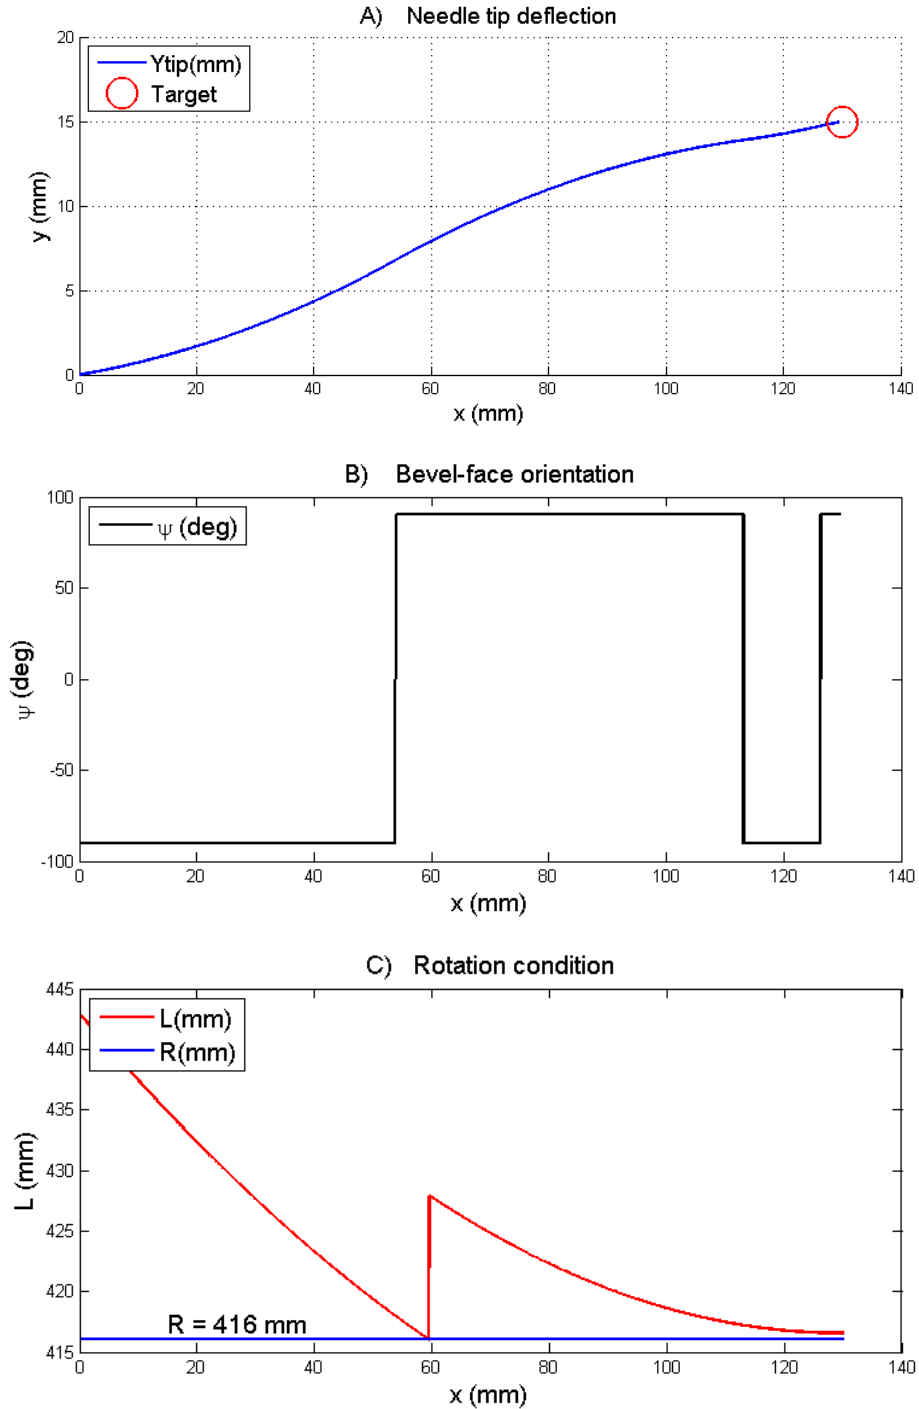 A) Needle tip deflection
20
15
10
5
0
y (mm)
Ytip(mm)
Target
0 20 40 60 80 100 120 140
x (mm)
B) Bevel-face orientation
100
50
0
-50
-100
ψ (deg)
ψ (deg)
0 20 40 60 80 100 120 140
x (mm)
C) Rotation condition
445
440
435
430
425
420
415
L (mm)
L(mm)
R(mm)
R = 416 mm
0 20 40 60 80 100 120 140
x (mm)